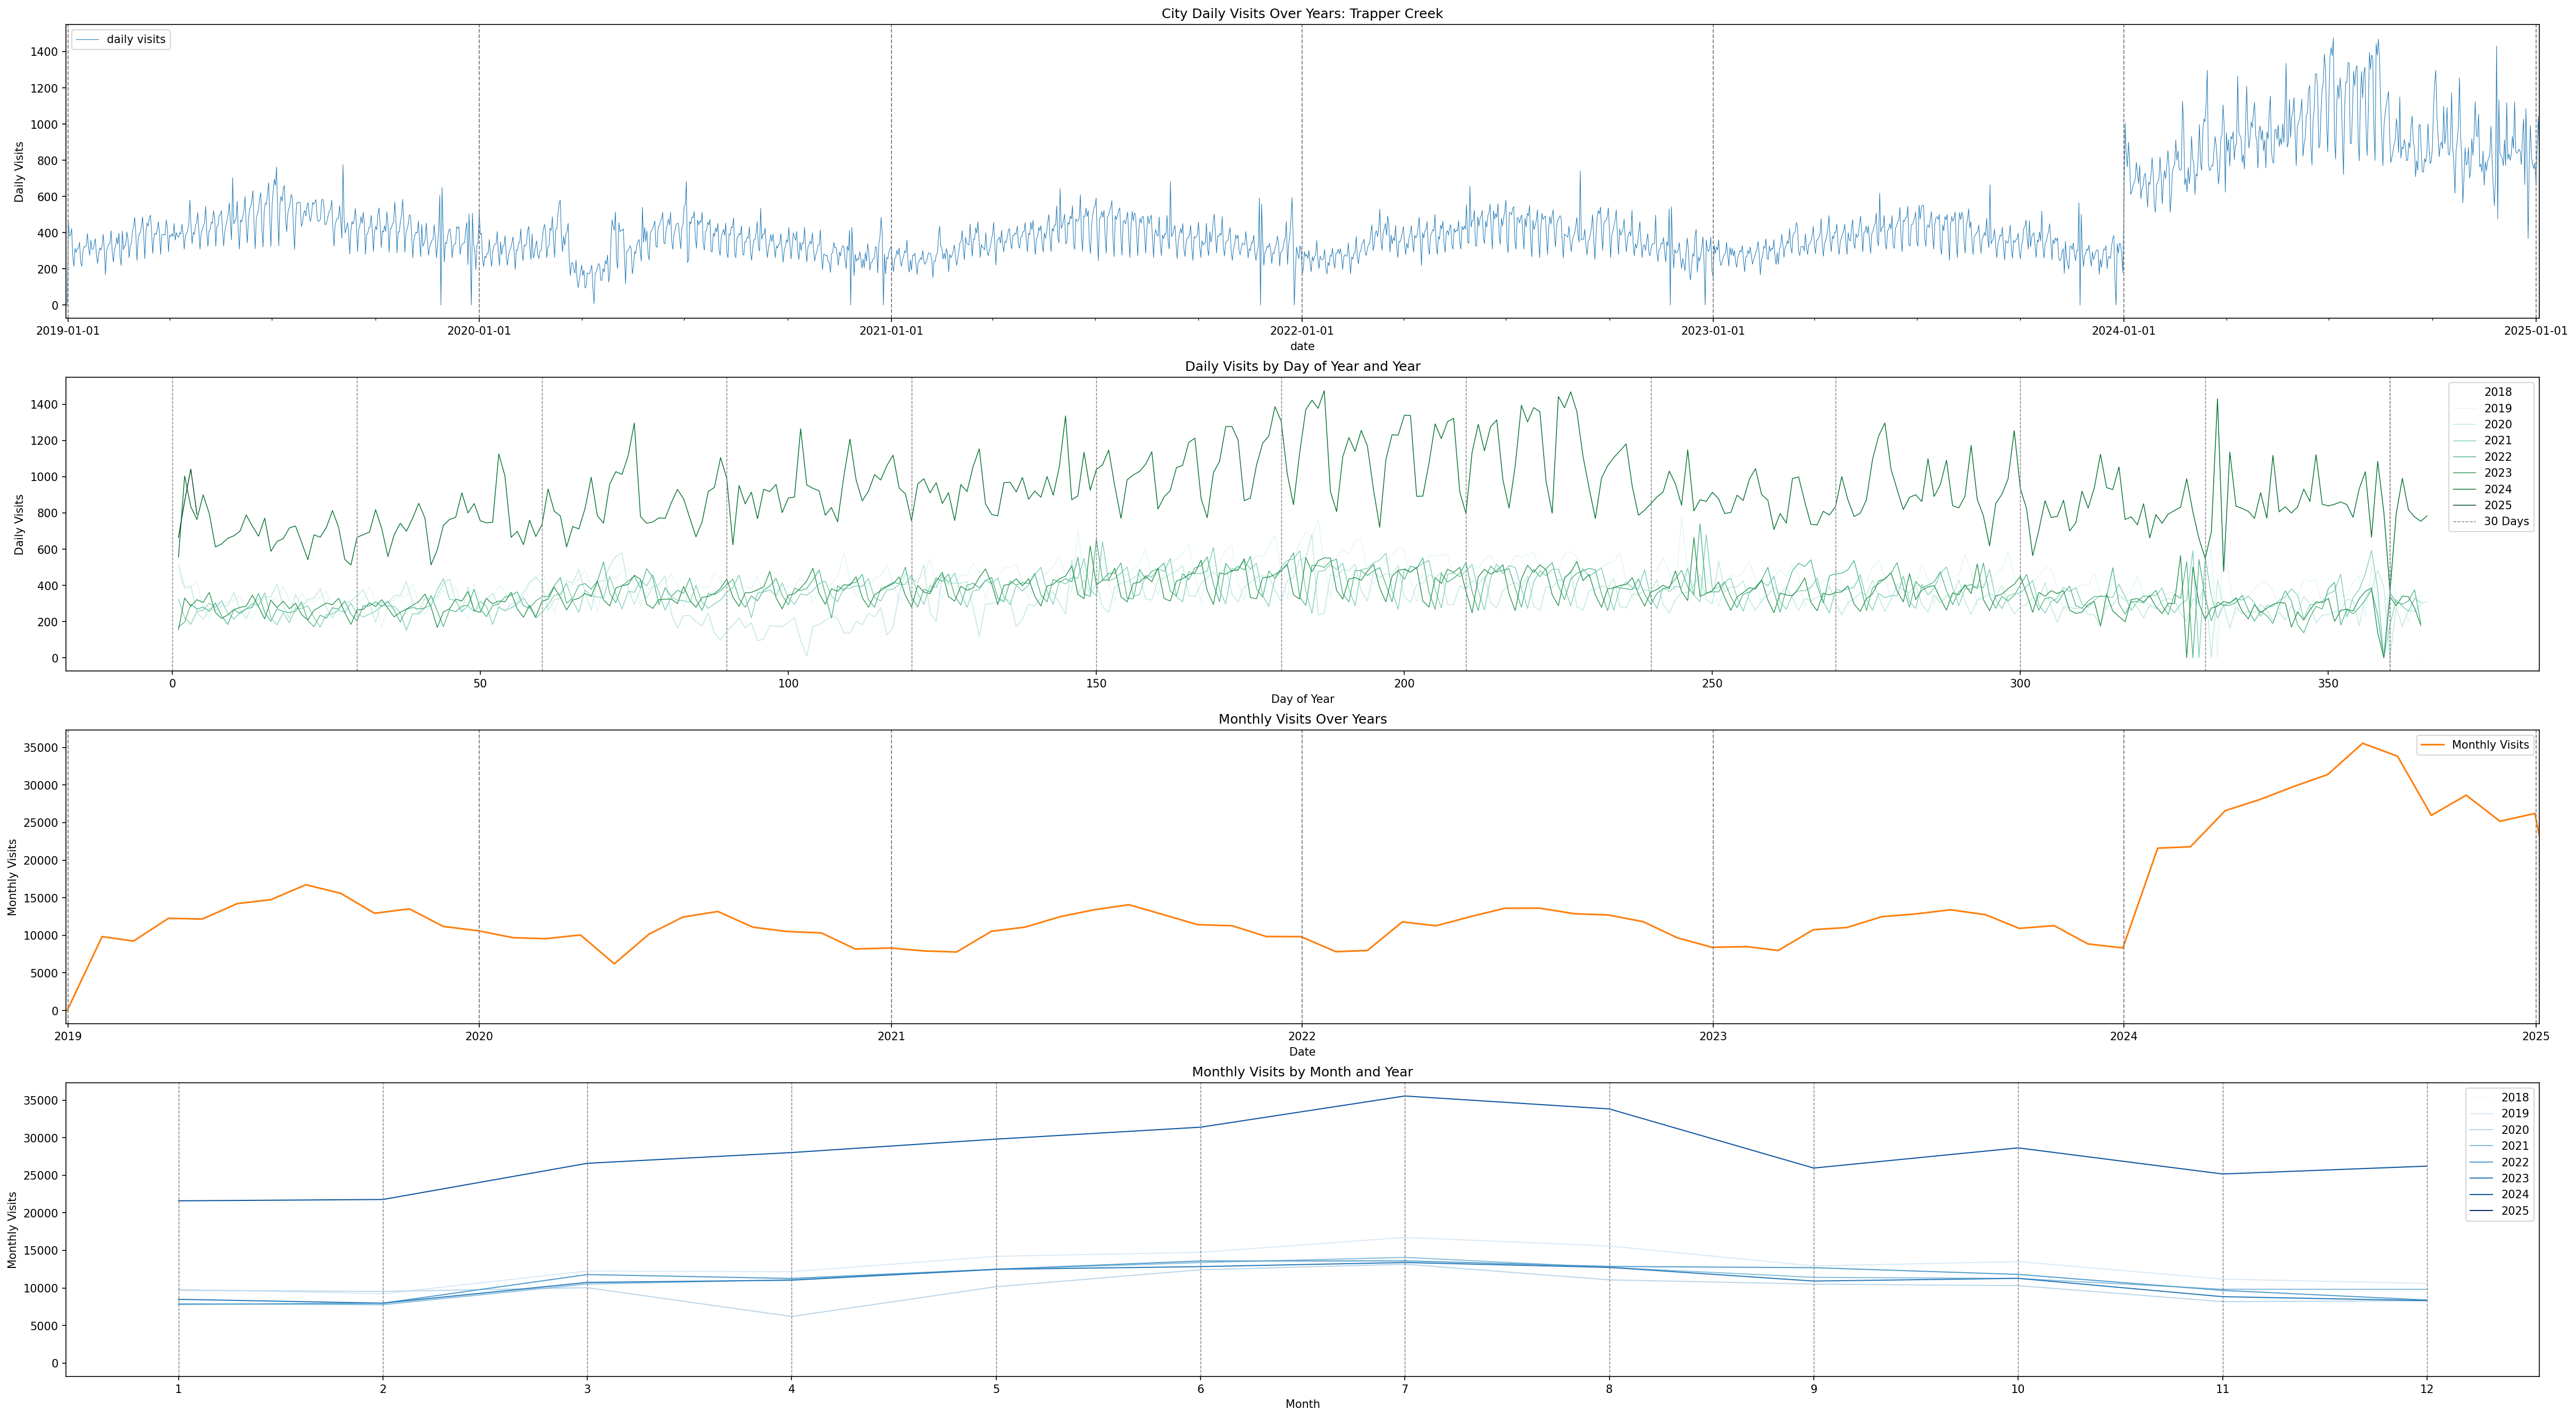 City Daily Visits Over Years: Trapper Creek
daily visits
Daily Visits
1400
1200
1000
800
600
400
200
0
2019-01-01 2020-01-01 2021-01-01 2022-01-01 2023-01-01 2024-01-01 2025-01-01
date
Daily Visits by Day of Year and Year
2018
2019
2020
2021
2022
2023
2024
2025
30 Days
Daily Visits
1400
1200
1000
800
600
400
200
0
0 50 100 150 200 250 300 350
Day of Year
Monthly Visits Over Years
Monthly Visits
Monthly Visits
35000
30000
25000
20000
15000
10000
5000
0
2019 2020 2021 2022 2023 2024 2025
Date
Monthly Visits by Month and Year
2018
2019
2020
2021
2022
2023
2024
2025
Monthly Visits
35000
30000
25000
20000
15000
10000
5000
0
1 2 3 4 5 6 7 8 9 10 11 12
Month